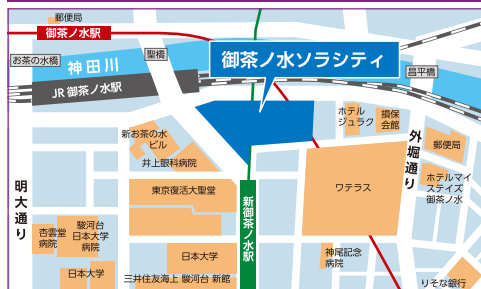 郵便局
御茶ノ水駅
お茶の水橋
聖橋
神田川
御茶ノ水ソラシティ
昌平橋
JR 御茶ノ水駅
新お茶の水
ビル
井上眼科病院
ホテル
ジュラク
損保
会館
外堀通り
郵便局
ホテルマイ
ステイズ
御茶ノ水
明大通り
東京復活大聖堂
新御茶ノ水駅
ワテラス
杏雲堂
病院
駿河台
日本大学
病院
日本大学
日本大学
三井住友海上 駿河台 新館
神尾記念
病院
りそな銀行